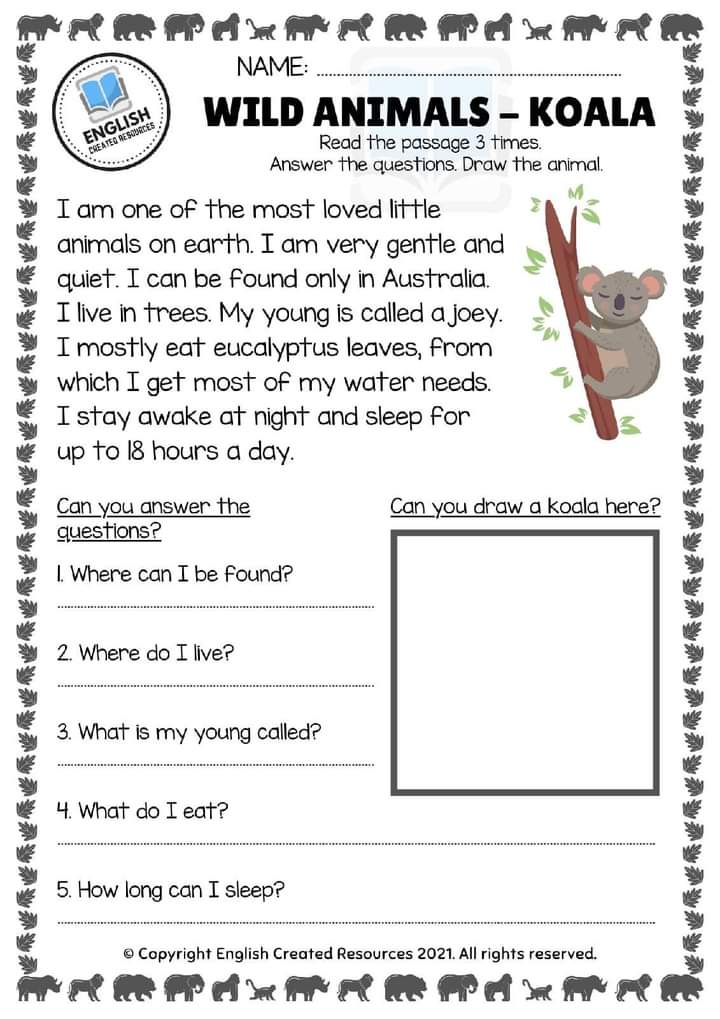 NAME: ........................................................
ENGLISH
CREATED RESOURCES
WILD ANIMALS – KOALA
Read the passage 3 times.
Answer the questions. Draw the animal.
I am one of the most loved little
animals on earth. I am very gentle and
quiet. I can be found only in Australia.
I live in trees. My young is called a joey.
I mostly eat eucalyptus leaves, from
which I get most of my water needs.
I stay awake at night and sleep for
up to 18 hours a day.
Can you answer the
questions?
1. Where can I be found?
2. Where do I live?
3. What is my young called?
4. What do I eat?
5. How long can I sleep?
Can you draw a koala here?
© Copyright English Created Resources 2021. All rights reserved.